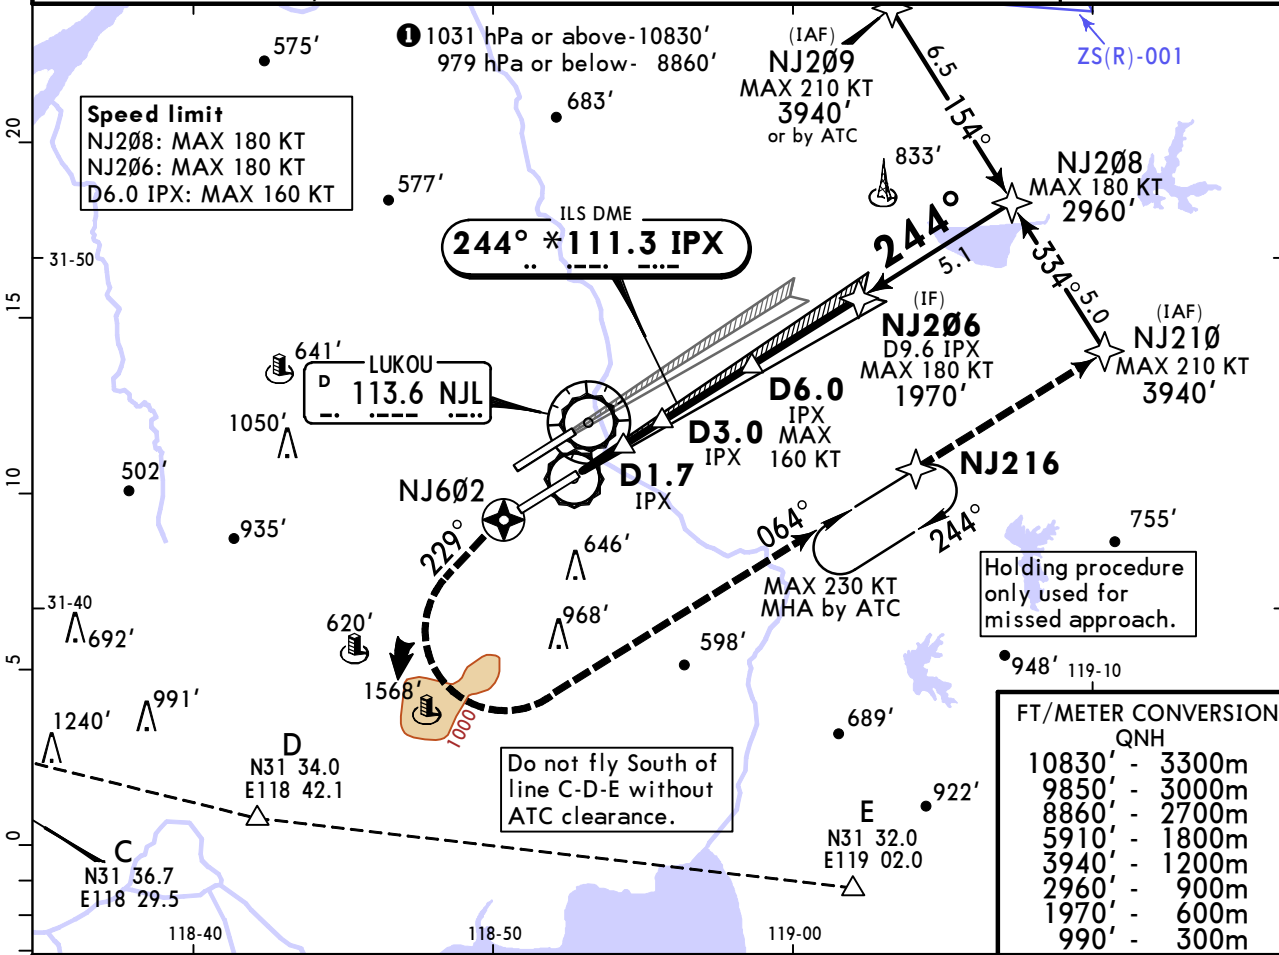 ❶ 1031 hPa or above-10830'
979 hPa or below- 8860'
575'
683'
577'
Speed limit
NJ2Ø8: MAX 180 KT
NJ2Ø6: MAX 180 KT
D6.0 IPX: MAX 160 KT
(IAF)
NJ2Ø9
MAX 210 KT
3940'
or by ATC
6.5
154°
ZS(R)-001
833'
NJ2Ø8
MAX 180 KT
2960'
ILS DME
244° *111.3 IPX
244°
5.1
334°
5.0
(IAF)
NJ21Ø
MAX 210 KT
3940'
(IF)
NJ2Ø6
D9.6 IPX
MAX 180 KT
1970'
20
31-50
15
641'
LUKOU
D 113.6 NJL
1050'
D6.0
IPX
MAX
160 KT
D3.0
IPX
D1.7
IPX
502'
10
935'
NJ6Ø2
229°
NJ216
064°
244°
MAX 230 KT
MHA by ATC
755'
Holding procedure
only used for
missed approach.
646'
968'
598'
948'
119-10
31-40
692'
620'
5
991'
1240'
1568'
1000
689'
922'
D
N31 34.0
E118 42.1
Do not fly South of
line C-D-E without
ATC clearance.
E
N31 32.0
E119 02.0
0
C
N31 36.7
E118 29.5
118-40
118-50
119-00
FT/METER CONVERSION
QNH
10830' - 3300m
9850' - 3000m
8860' - 2700m
5910' - 1800m
3940' - 1200m
2960' - 900m
1970' - 600m
990' - 300m